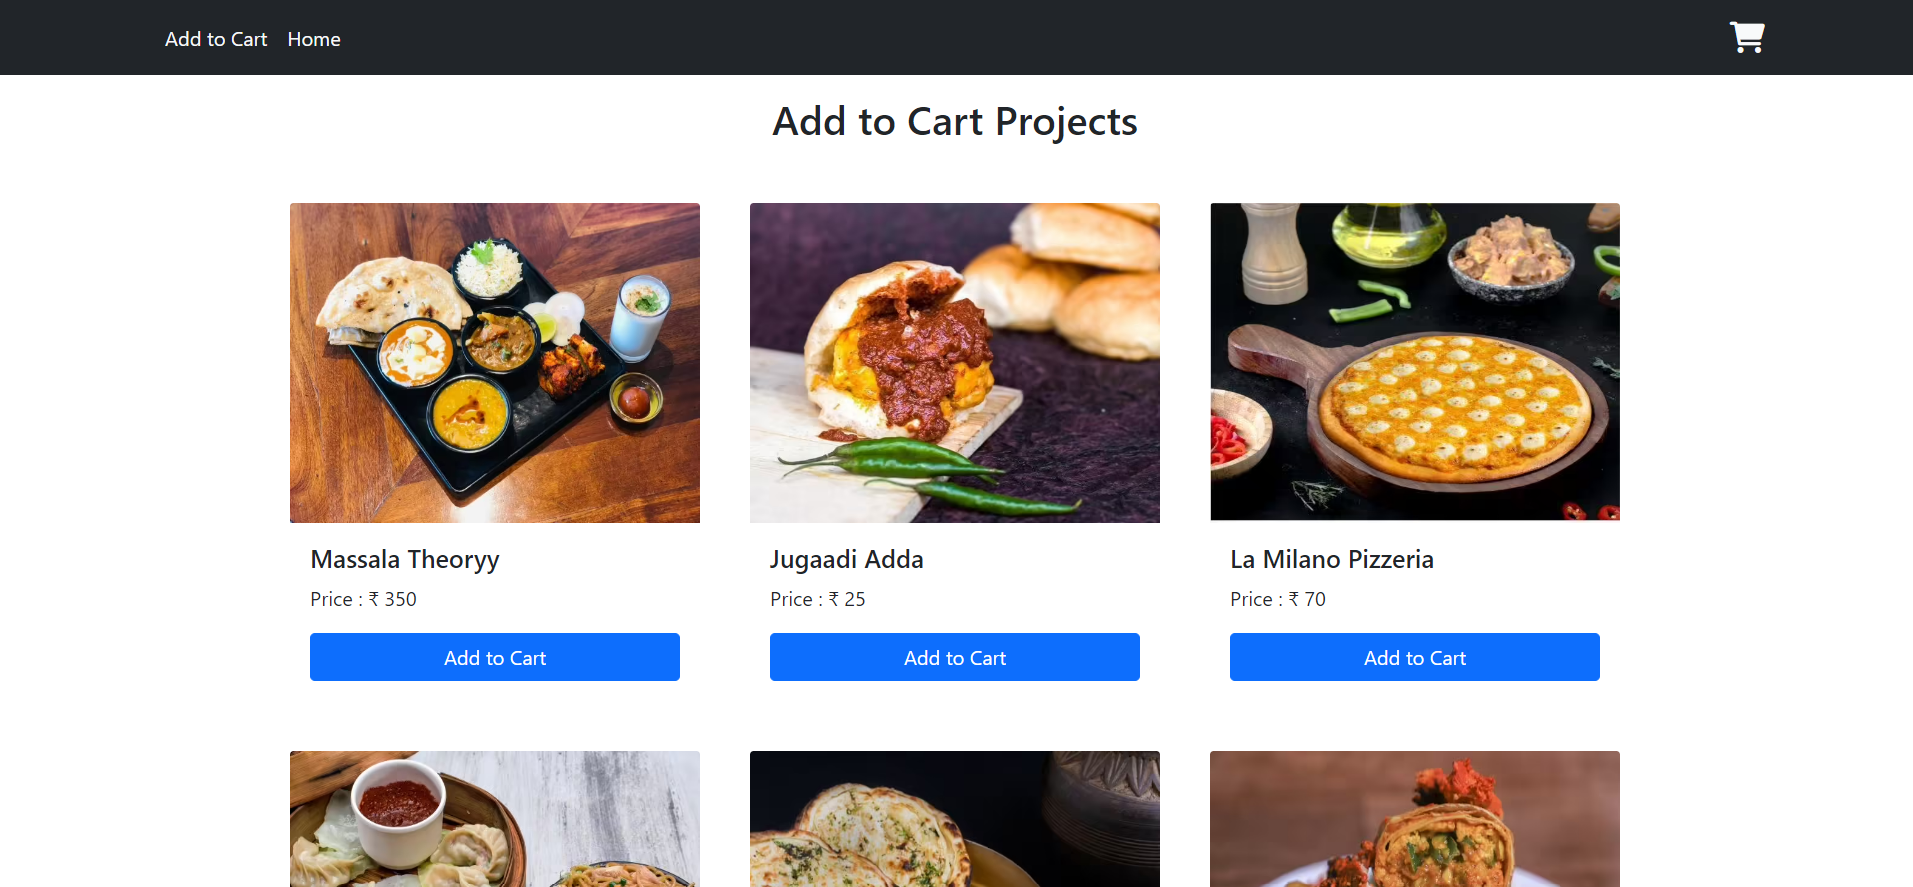 Add to Cart Home
Add to Cart Projects
Massala Theoryy
Price : ₹ 350
Add to Cart
Jugaadi Adda
Price : ₹ 25
Add to Cart
La Milano Pizzeria
Price : ₹ 70
Add to Cart